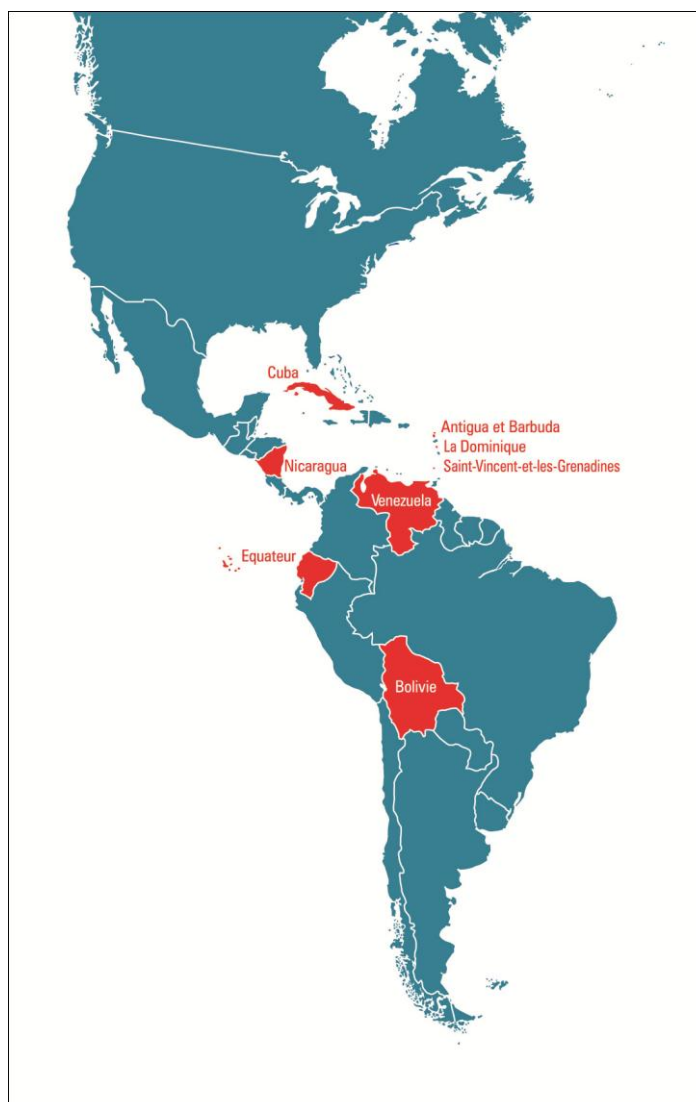 Cuba
Antigua et Barbuda
La Dominique
Saint-Vincent-et-les-Grenadines
Nicaragua
Venezuela
Equateur
Bolivie